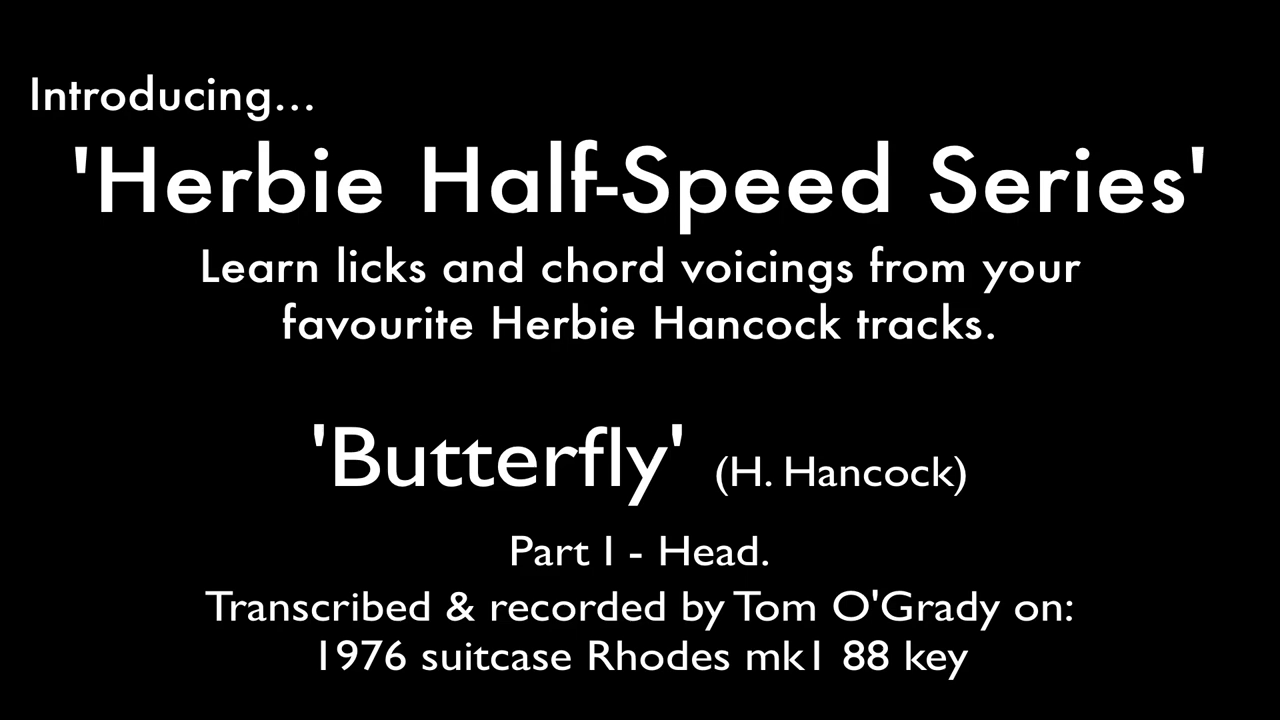 Introducing...
'Herbie Half-Speed Series'
Learn licks and chord voicings from your
favourite Herbie Hancock tracks.
'Butterfly' (H. Hancock)
Part 1 - Head.
Transcribed & recorded by Tom O'Grady on:
1976 suitcase Rhodes mk1 88 key